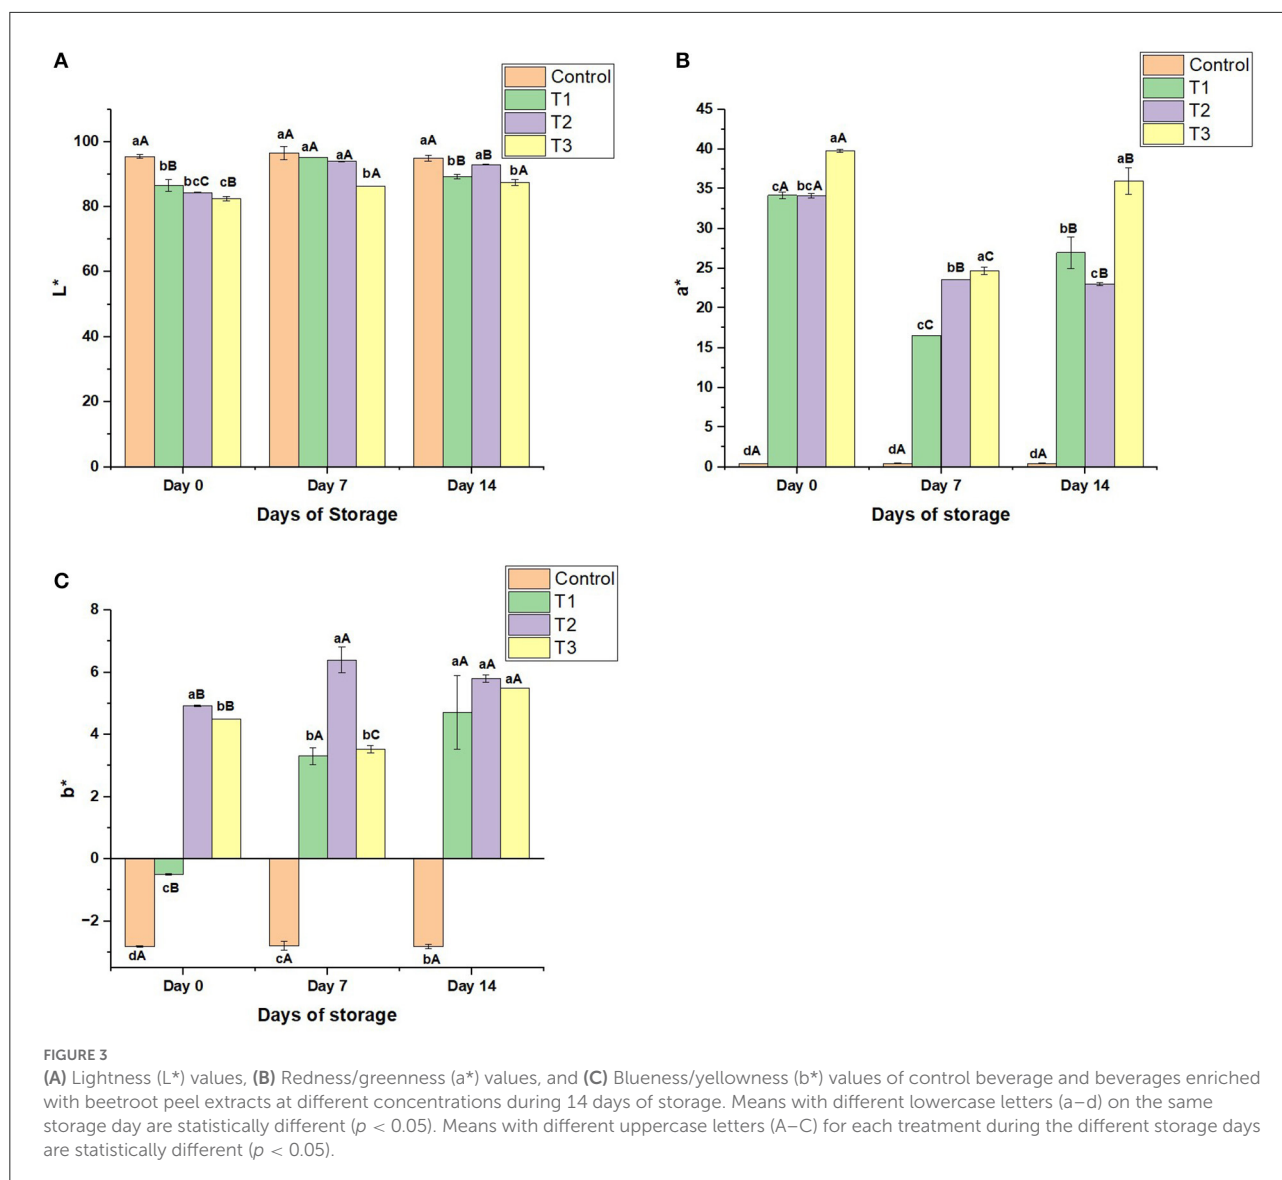 A
Control
T1
T2
T3
100
80
60
40
20
0
L*
aA
bB
bcC
cB
aA
aA
aA
bA
aA
bB
aB
bA
Day 0
Day 7
Day 14
Days of Storage
B
Control
T1
T2
T3
45
40
35
30
25
20
15
10
5
0
a*
dA
cA
bcA
aA
dA
cC
bB
aC
dA
bB
cB
aB
Day 0
Day 7
Day 14
Days of storage
C
Control
T1
T2
T3
8
6
4
2
0
−2
b*
dA
cB
aB
bB
cA
bA
aA
bC
bA
aA
aA
aA
Day 0
Day 7
Day 14
Days of storage
FIGURE 3
(A) Lightness (L*) values, (B) Redness/greenness (a*) values, and (C) Blueness/yellowness (b*) values of control beverage and beverages enriched
with beetroot peel extracts at different concentrations during 14 days of storage. Means with different lowercase letters (a–d) on the same
storage day are statistically different (p < 0.05). Means with different uppercase letters (A–C) for each treatment during the different storage days
are statistically different (p < 0.05).